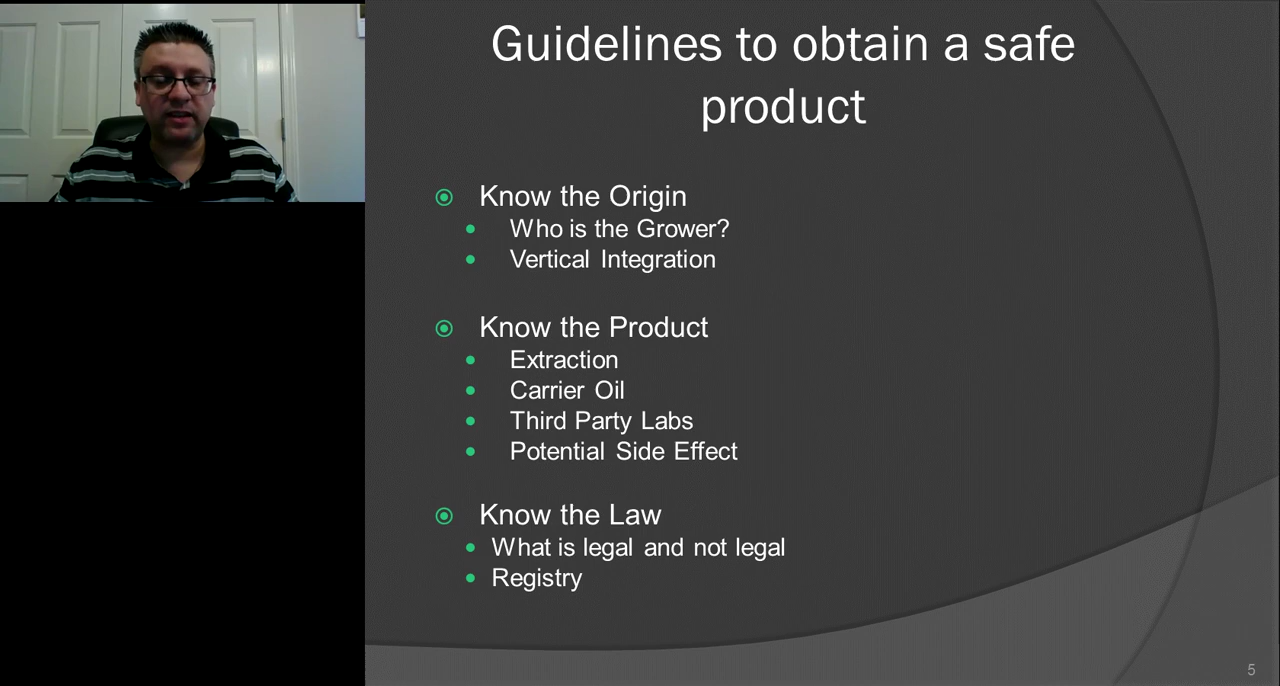 Guidelines to obtain a safe
product
Know the Origin
Who is the Grower?
Vertical Integration
Know the Product
Extraction
Carrier Oil
Third Party Labs
Potential Side Effect
Know the Law
What is legal and not legal
Registry
5